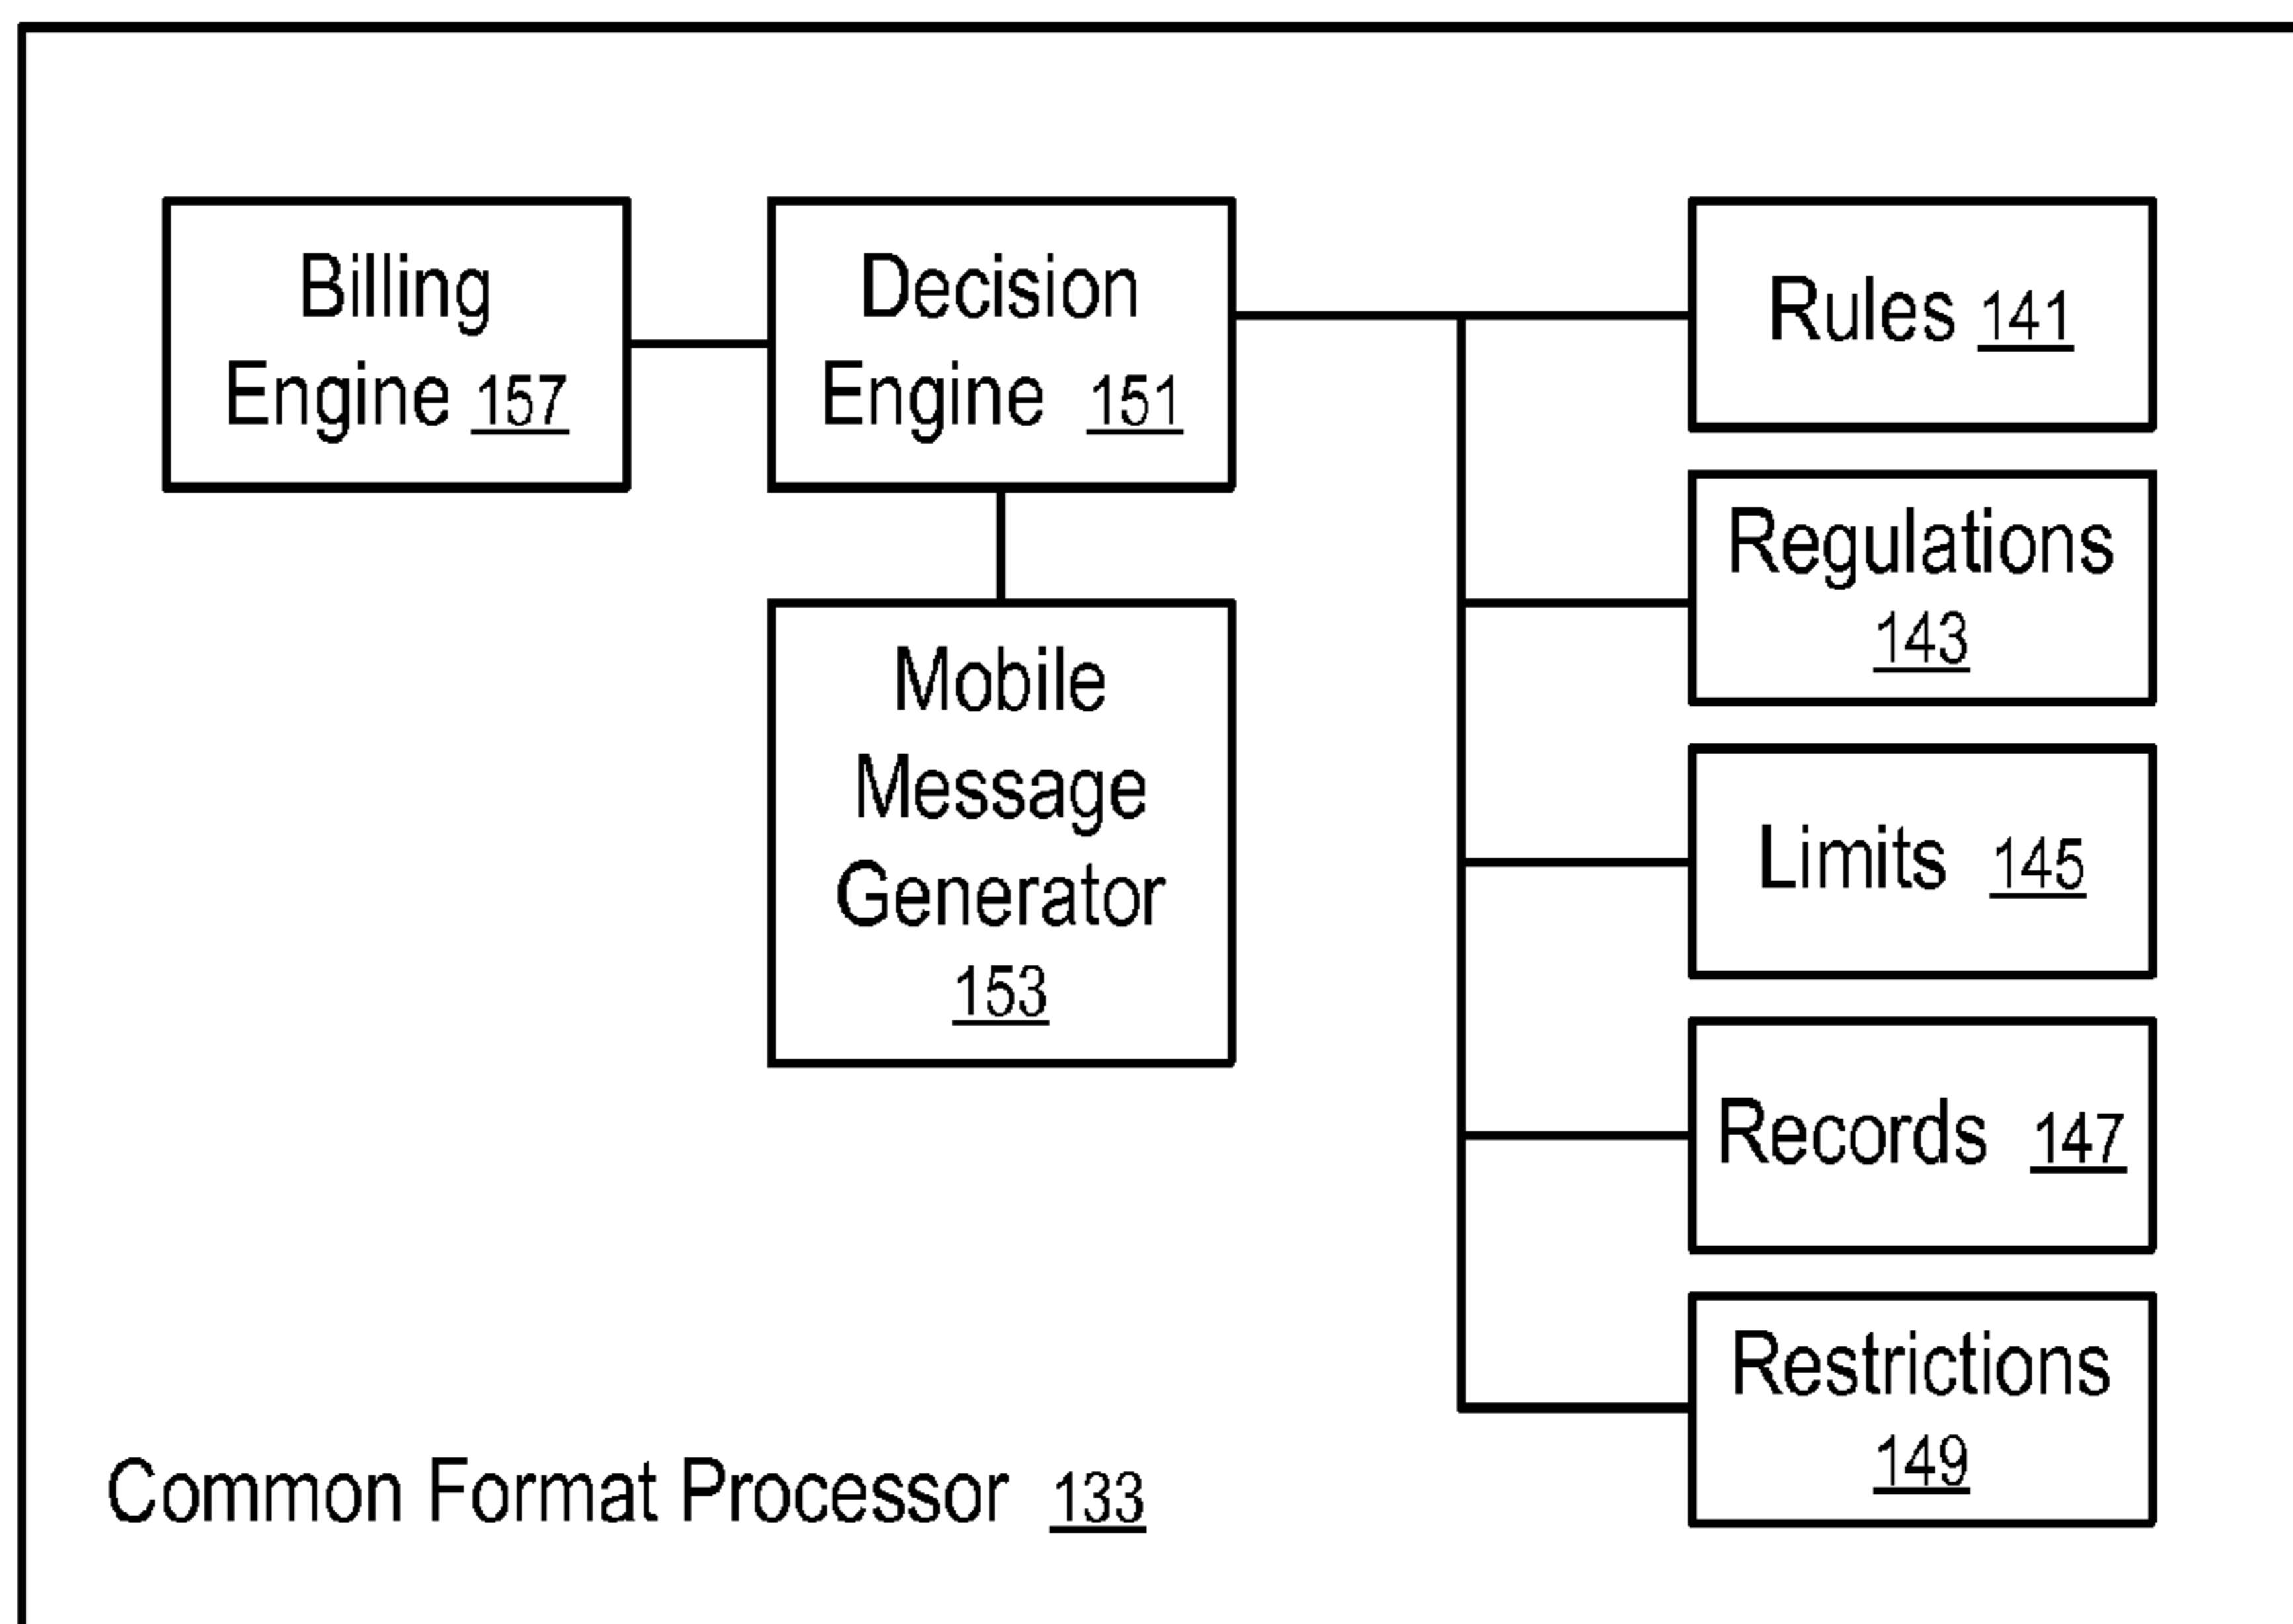 Billing
Engine 157
Decision
Engine 151
Mobile
Message
Generator
153
Rules 141
Regulations
143
Limits 145
Records 147
Restrictions
149
Common Format Processor 133